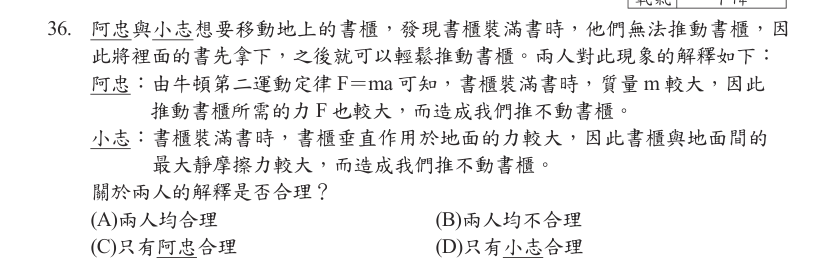 36. 阿忠與小志想要移動地上的書櫃，發現書櫃裝滿書時，他們無法推動書櫃，因
此將裡面的書先拿下，之後就可以輕鬆推動書櫃。兩人對此現象的解釋如下：
阿忠：由牛頓第二運動定律 F＝ma 可知，書櫃裝滿書時，質量 m 較大，因此
推動書櫃所需的力 F 也較大，而造成我們推不動書櫃。
小志：書櫃裝滿書時，書櫃垂直作用於地面的力較大，因此書櫃與地面間的
最大靜摩擦力較大，而造成我們推不動書櫃。
關於兩人的解釋是否合理？
(A)兩人均合理 (B)兩人均不合理
(C)只有阿忠合理 (D)只有小志合理